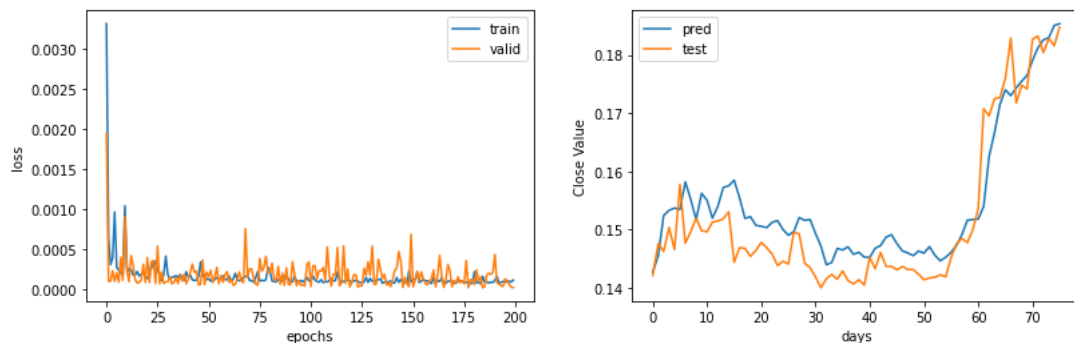 train
valid
loss
0.0030
0.0025
0.0020
0.0015
0.0010
0.0005
0.0000
0 25 50 75 100 125 150 175 200
epochs
pred
test
Close Value
0.18
0.17
0.16
0.15
0.14
0 10 20 30 40 50 60 70
days